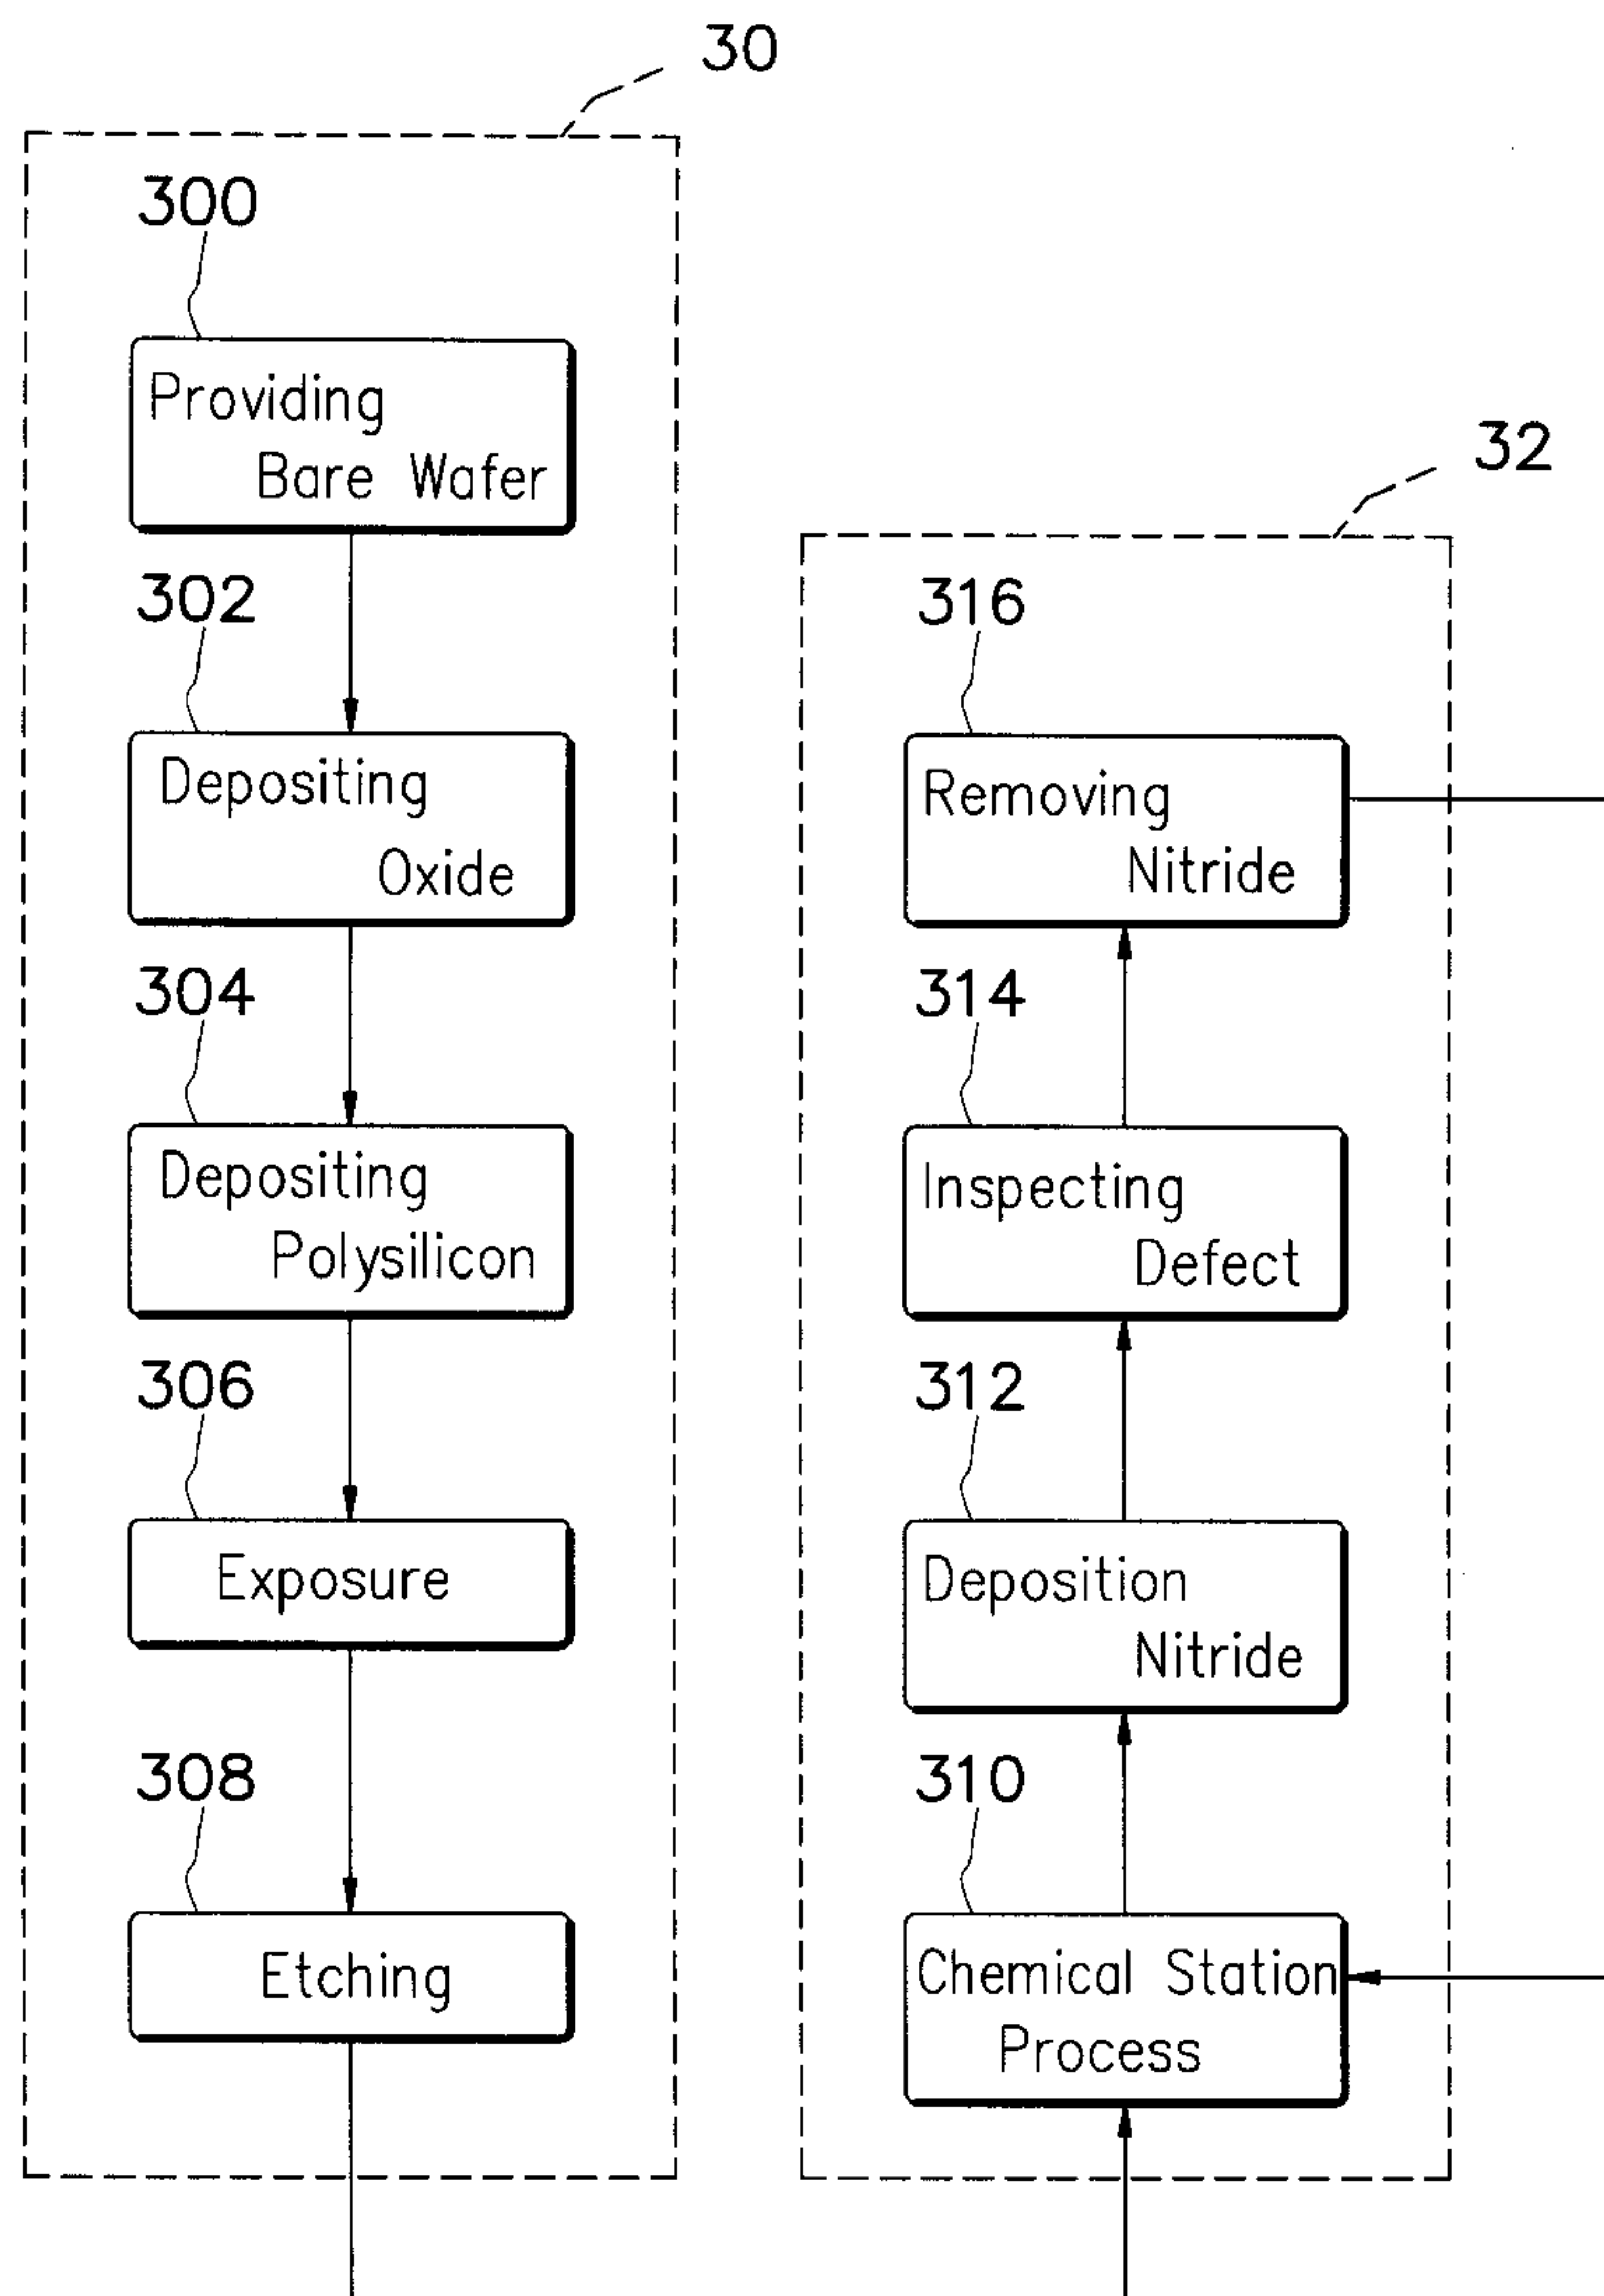 30
300
Providing
Bare Wafer
302
Depositing
Oxide
304
Depositing
Polysilicon
306
Exposure
308
Etching
32
316
Removing
Nitride
314
Inspecting
Defect
312
Deposition
Nitride
310
Chemical Station
Process